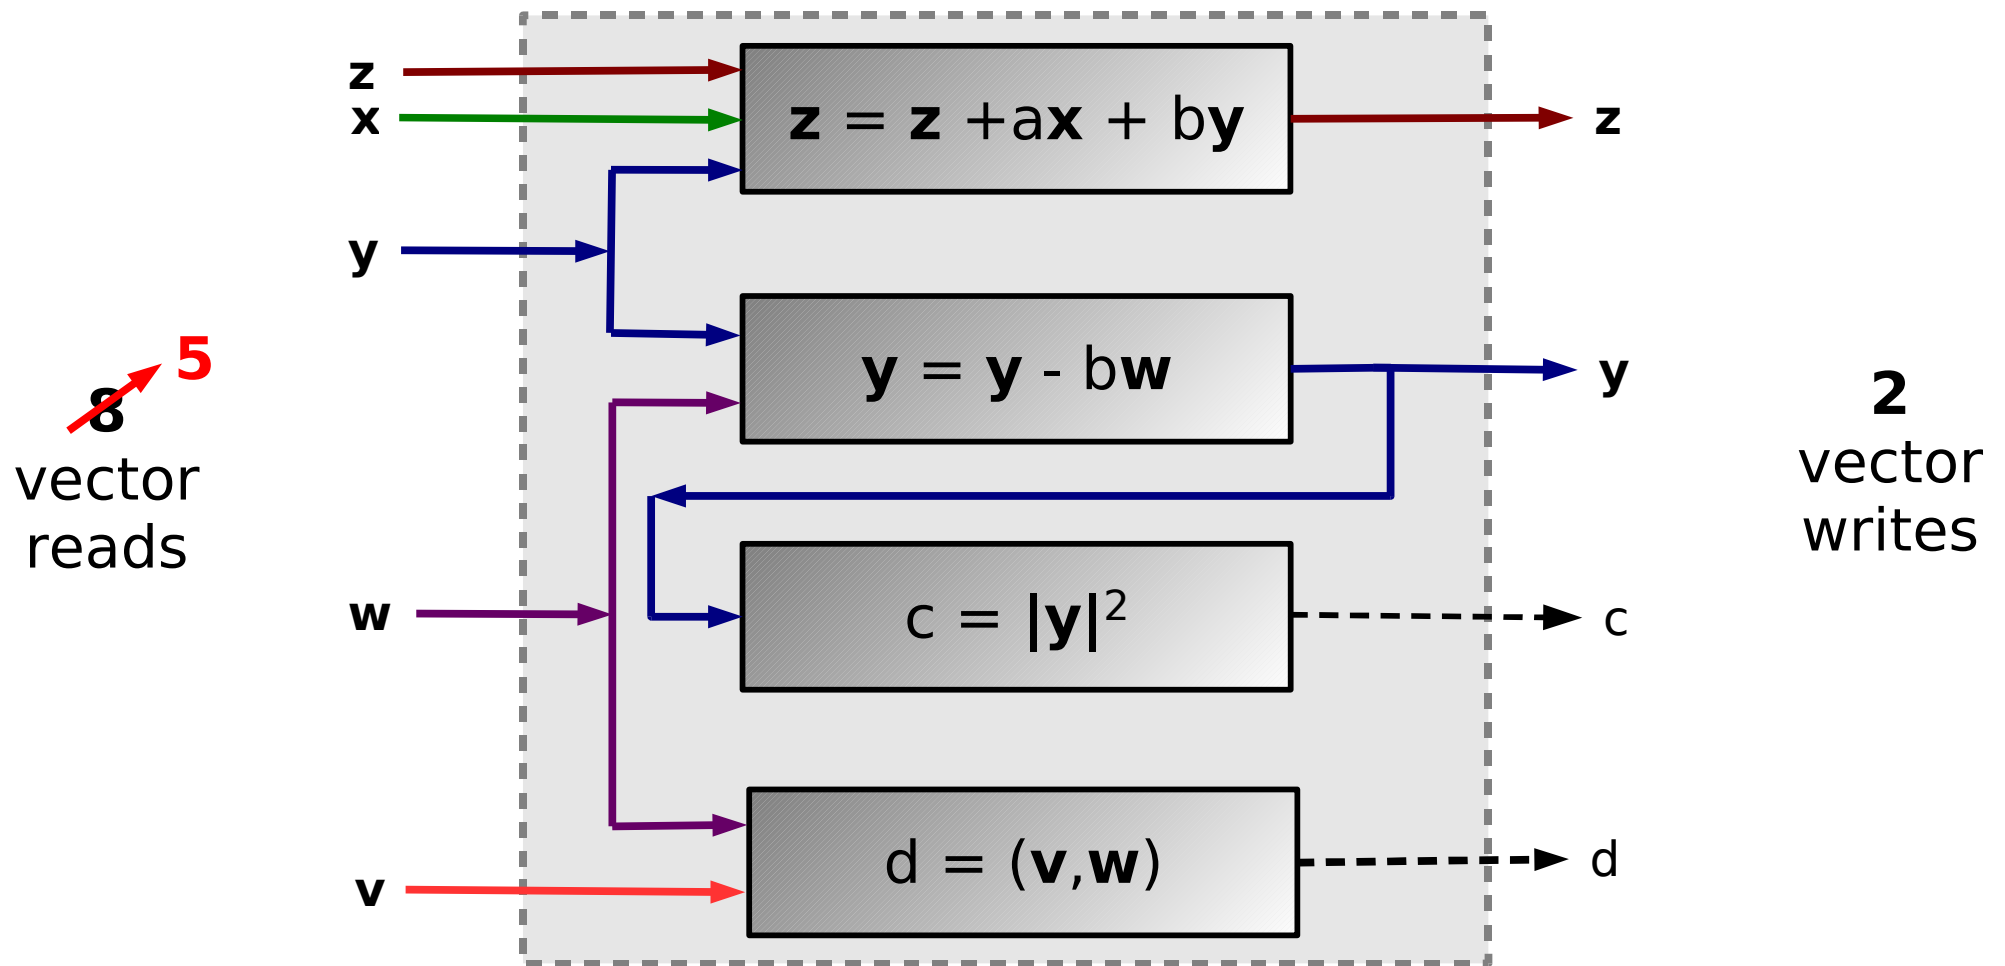 z
x
y
w
v
5
8
vector
reads
z = z +ax + by
y = y - bw
c = |y|²
d = (v,w)
z
y
c
d
2
vector
writes